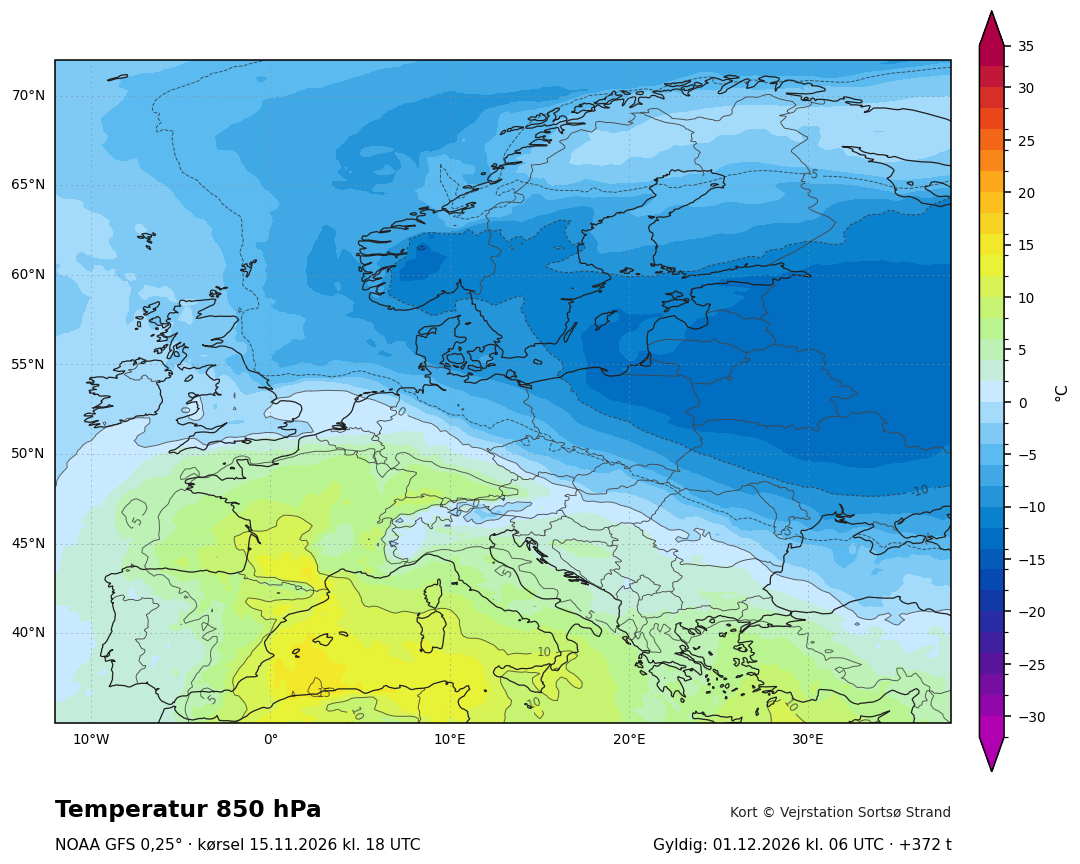 70°N
65°N
60°N
55°N
50°N
45°N
40°N
10°W
0°
10°E
20°E
30°E
35
30
25
20
15
10
5
0
−5
−10
−15
−20
−25
−30
°C
Temperatur 850 hPa
Kort © Vejrstation Sortsø Strand
NOAA GFS 0,25° · kørsel 15.11.2026 kl. 18 UTC
Gyldig: 01.12.2026 kl. 06 UTC · +372 t